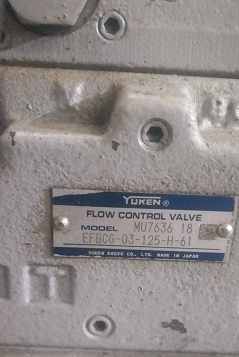 YUKEN®
FLOW CONTROL VALVE
MODEL MU7636 18
EFBCG-03-125-H-61
YUKEN KOGYO CO., LTD. MADE IN JAPAN